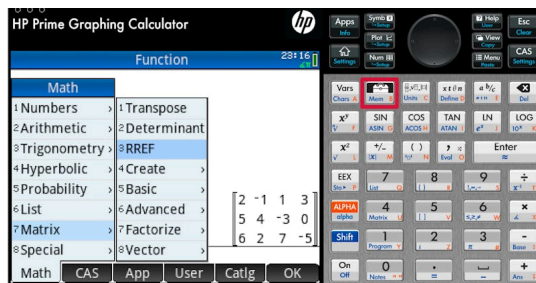 HP Prime Graphing Calculator
hp
Function
23:16
Math
1 Numbers
2 Arithmetic
3 Trigonometry
4 Hyperbolic
5 Probability
6 List
7 Matrix
8 Special
1 Transpose
2 Determinant
3 RREF
4 Create
5 Basic
6 Advanced
7 Factorize
8 Vector
2 -1 1 3
5 4 -3 0
6 2 7 -5
Math CAS App User Catlg OK
Apps Symb Help Esc
Info Setup User Clear
Plot View
Setup Copy
Num Menu CAS
Settings Setup Paste Settings
Vars a b/c
Chars A Mem B Units C Define D Del
SIN COS TAN LN LOG
ASIN G ACOS H ATAN I
+/- ( ) Enter
Eval O ≈
EEX 7 8 9 ÷
Sto ▸ P List Q
ALPHA 4 5 6 ×
alpha Matrix U
Shift 1 2 3 -
Program Y Base
On 0 . +
Off Notes = Ans